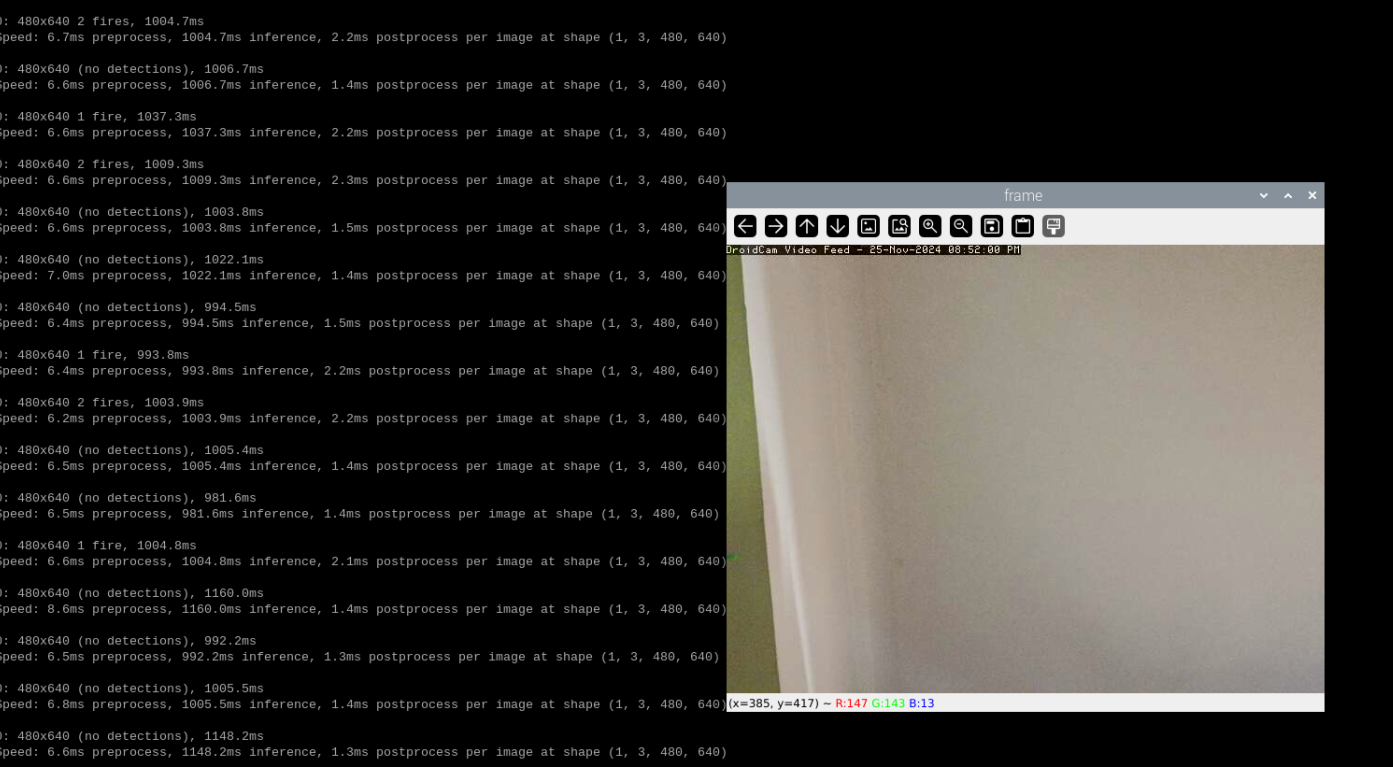 0: 480x640 2 fires, 1004.7ms
Speed: 6.7ms preprocess, 1004.7ms inference, 2.2ms postprocess per image at shape (1, 3, 480, 640)
0: 480x640 (no detections), 1006.7ms
Speed: 6.6ms preprocess, 1006.7ms inference, 1.4ms postprocess per image at shape (1, 3, 480, 640)
0: 480x640 1 fire, 1037.3ms
Speed: 6.6ms preprocess, 1037.3ms inference, 2.2ms postprocess per image at shape (1, 3, 480, 640)
0: 480x640 2 fires, 1009.3ms
Speed: 6.6ms preprocess, 1009.3ms inference, 2.3ms postprocess per image at shape (1, 3, 480, 640)
0: 480x640 (no detections), 1003.8ms
Speed: 6.6ms preprocess, 1003.8ms inference, 1.5ms postprocess per image at shape (1, 3, 480, 640)
0: 480x640 (no detections), 1022.1ms
Speed: 7.0ms preprocess, 1022.1ms inference, 1.4ms postprocess per image at shape (1, 3, 480, 640)
0: 480x640 (no detections), 994.5ms
Speed: 6.4ms preprocess, 994.5ms inference, 1.5ms postprocess per image at shape (1, 3, 480, 640)
0: 480x640 1 fire, 993.8ms
Speed: 6.4ms preprocess, 993.8ms inference, 2.2ms postprocess per image at shape (1, 3, 480, 640)
0: 480x640 2 fires, 1003.9ms
Speed: 6.2ms preprocess, 1003.9ms inference, 2.2ms postprocess per image at shape (1, 3, 480, 640)
0: 480x640 (no detections), 1005.4ms
Speed: 6.5ms preprocess, 1005.4ms inference, 1.4ms postprocess per image at shape (1, 3, 480, 640)
0: 480x640 (no detections), 981.6ms
Speed: 6.5ms preprocess, 981.6ms inference, 1.4ms postprocess per image at shape (1, 3, 480, 640)
0: 480x640 1 fire, 1004.8ms
Speed: 6.6ms preprocess, 1004.8ms inference, 2.1ms postprocess per image at shape (1, 3, 480, 640)
0: 480x640 (no detections), 1160.0ms
Speed: 8.6ms preprocess, 1160.0ms inference, 1.4ms postprocess per image at shape (1, 3, 480, 640)
0: 480x640 (no detections), 992.2ms
Speed: 6.5ms preprocess, 992.2ms inference, 1.3ms postprocess per image at shape (1, 3, 480, 640)
0: 480x640 (no detections), 1005.5ms
Speed: 6.8ms preprocess, 1005.5ms inference, 1.4ms postprocess per image at shape (1, 3, 480, 640)
0: 480x640 (no detections), 1148.2ms
Speed: 6.6ms preprocess, 1148.2ms inference, 1.3ms postprocess per image at shape (1, 3, 480, 640)
frame
DroidCam Video Feed - 25-Nov-2024 08:52:00 PM
(x=385, y=417) ~ R:147 G:143 B:13